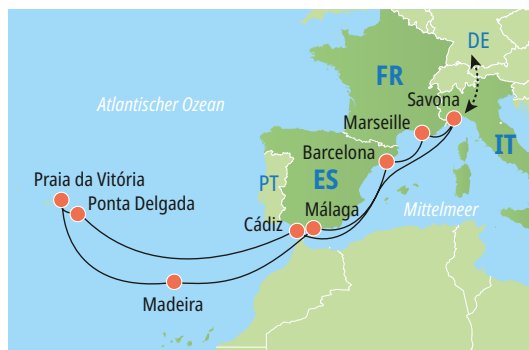 DE
FR
Savona
Atlantischer Ozean
Marseille
IT
Barcelona
PT
ES
Praia da Vitória
Ponta Delgada
Mittelmeer
Cádiz
Málaga
Madeira